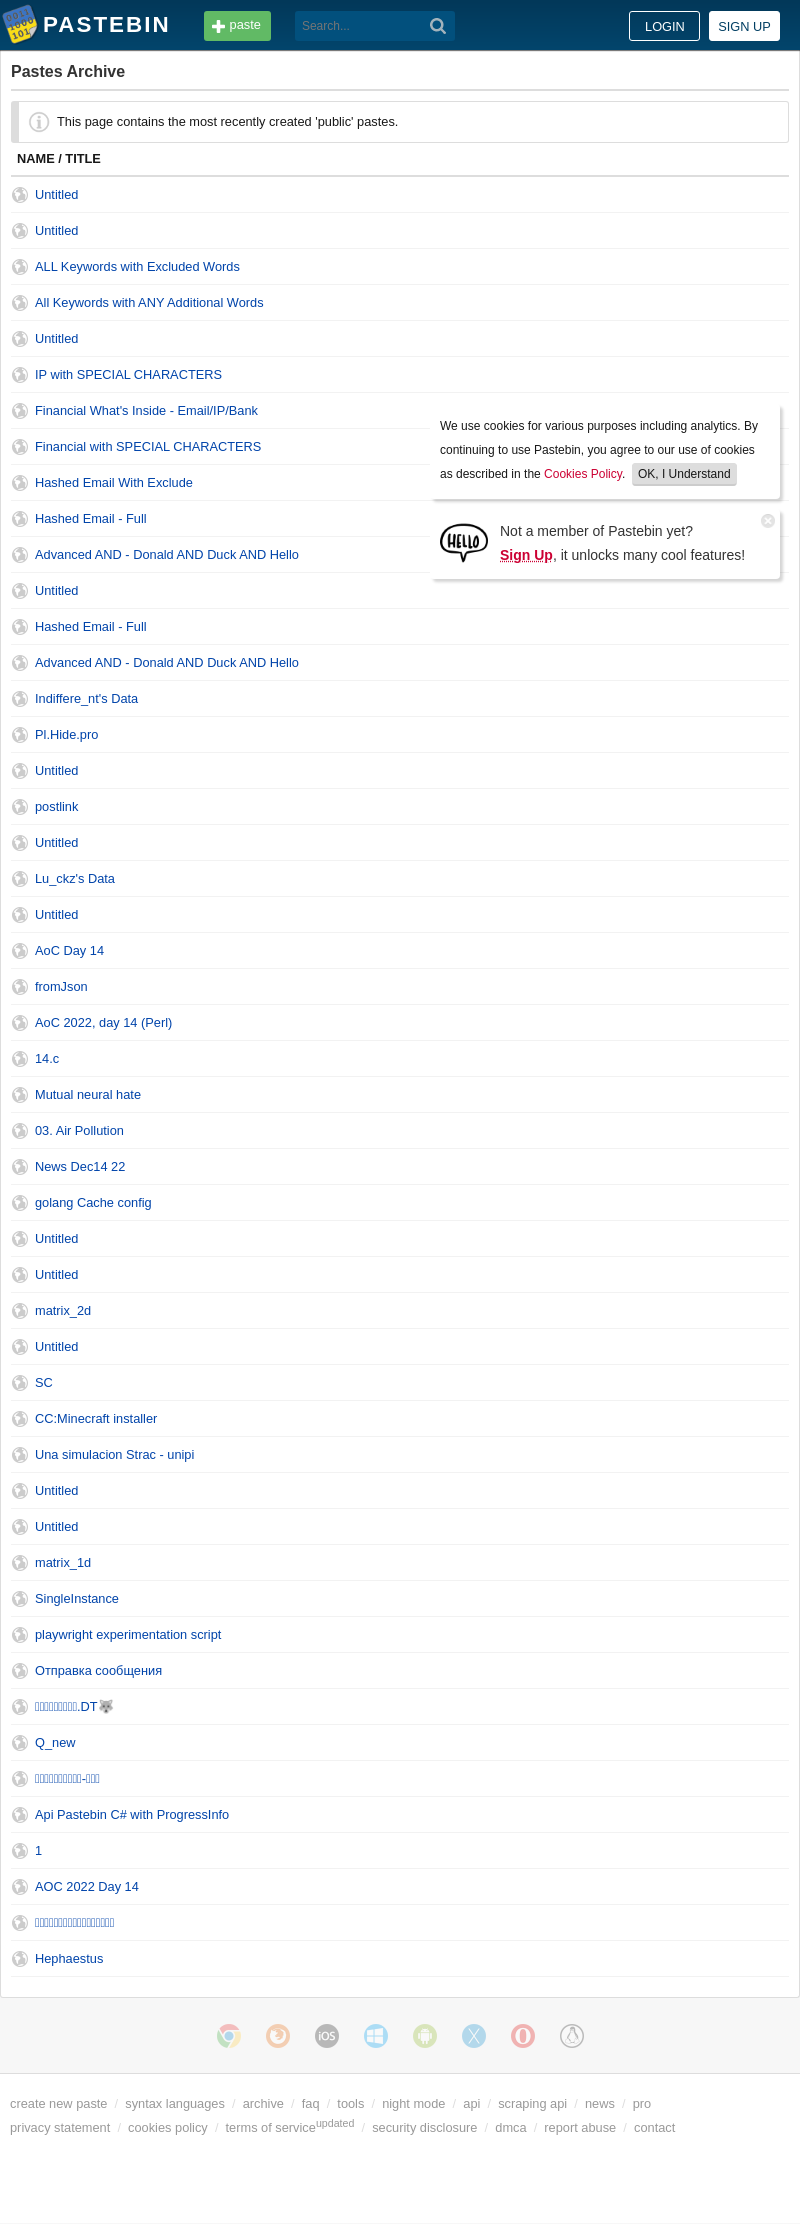 PASTEBIN
paste
Search...
LOGIN
SIGN UP
Pastes Archive
This page contains the most recently created 'public' pastes.
NAME / TITLE
Untitled
Untitled
ALL Keywords with Excluded Words
All Keywords with ANY Additional Words
Untitled
IP with SPECIAL CHARACTERS
Financial What's Inside - Email/IP/Bank
Financial with SPECIAL CHARACTERS
Hashed Email With Exclude
Hashed Email - Full
Advanced AND - Donald AND Duck AND Hello
We use cookies for various purposes including analytics. By
continuing to use Pastebin, you agree to our use of cookies
as described in the Cookies Policy. OK, I Understand
HELLO
Not a member of Pastebin yet?
Sign Up, it unlocks many cool features!
Untitled
Hashed Email - Full
Advanced AND - Donald AND Duck AND Hello
Indiffere_nt's Data
Pl.Hide.pro
Untitled
postlink
Untitled
Lu_ckz's Data
Untitled
AoC Day 14
fromJson
AoC 2022, day 14 (Perl)
14.c
Mutual neural hate
03. Air Pollution
News Dec14 22
golang Cache config
Untitled
Untitled
matrix_2d
Untitled
SC
CC:Minecraft installer
Una simulacion Strac - unipi
Untitled
Untitled
matrix_1d
SingleInstance
playwright experimentation script
Отправка сообщения
.DT🐺
Q_new
Api Pastebin C# with ProgressInfo
1
AOC 2022 Day 14
Hephaestus
iOS
create new paste / syntax languages / archive / faq / tools / night mode / api / scraping api / news / pro
privacy statement / cookies policy / terms of serviceupdated / security disclosure / dmca / report abuse / contact